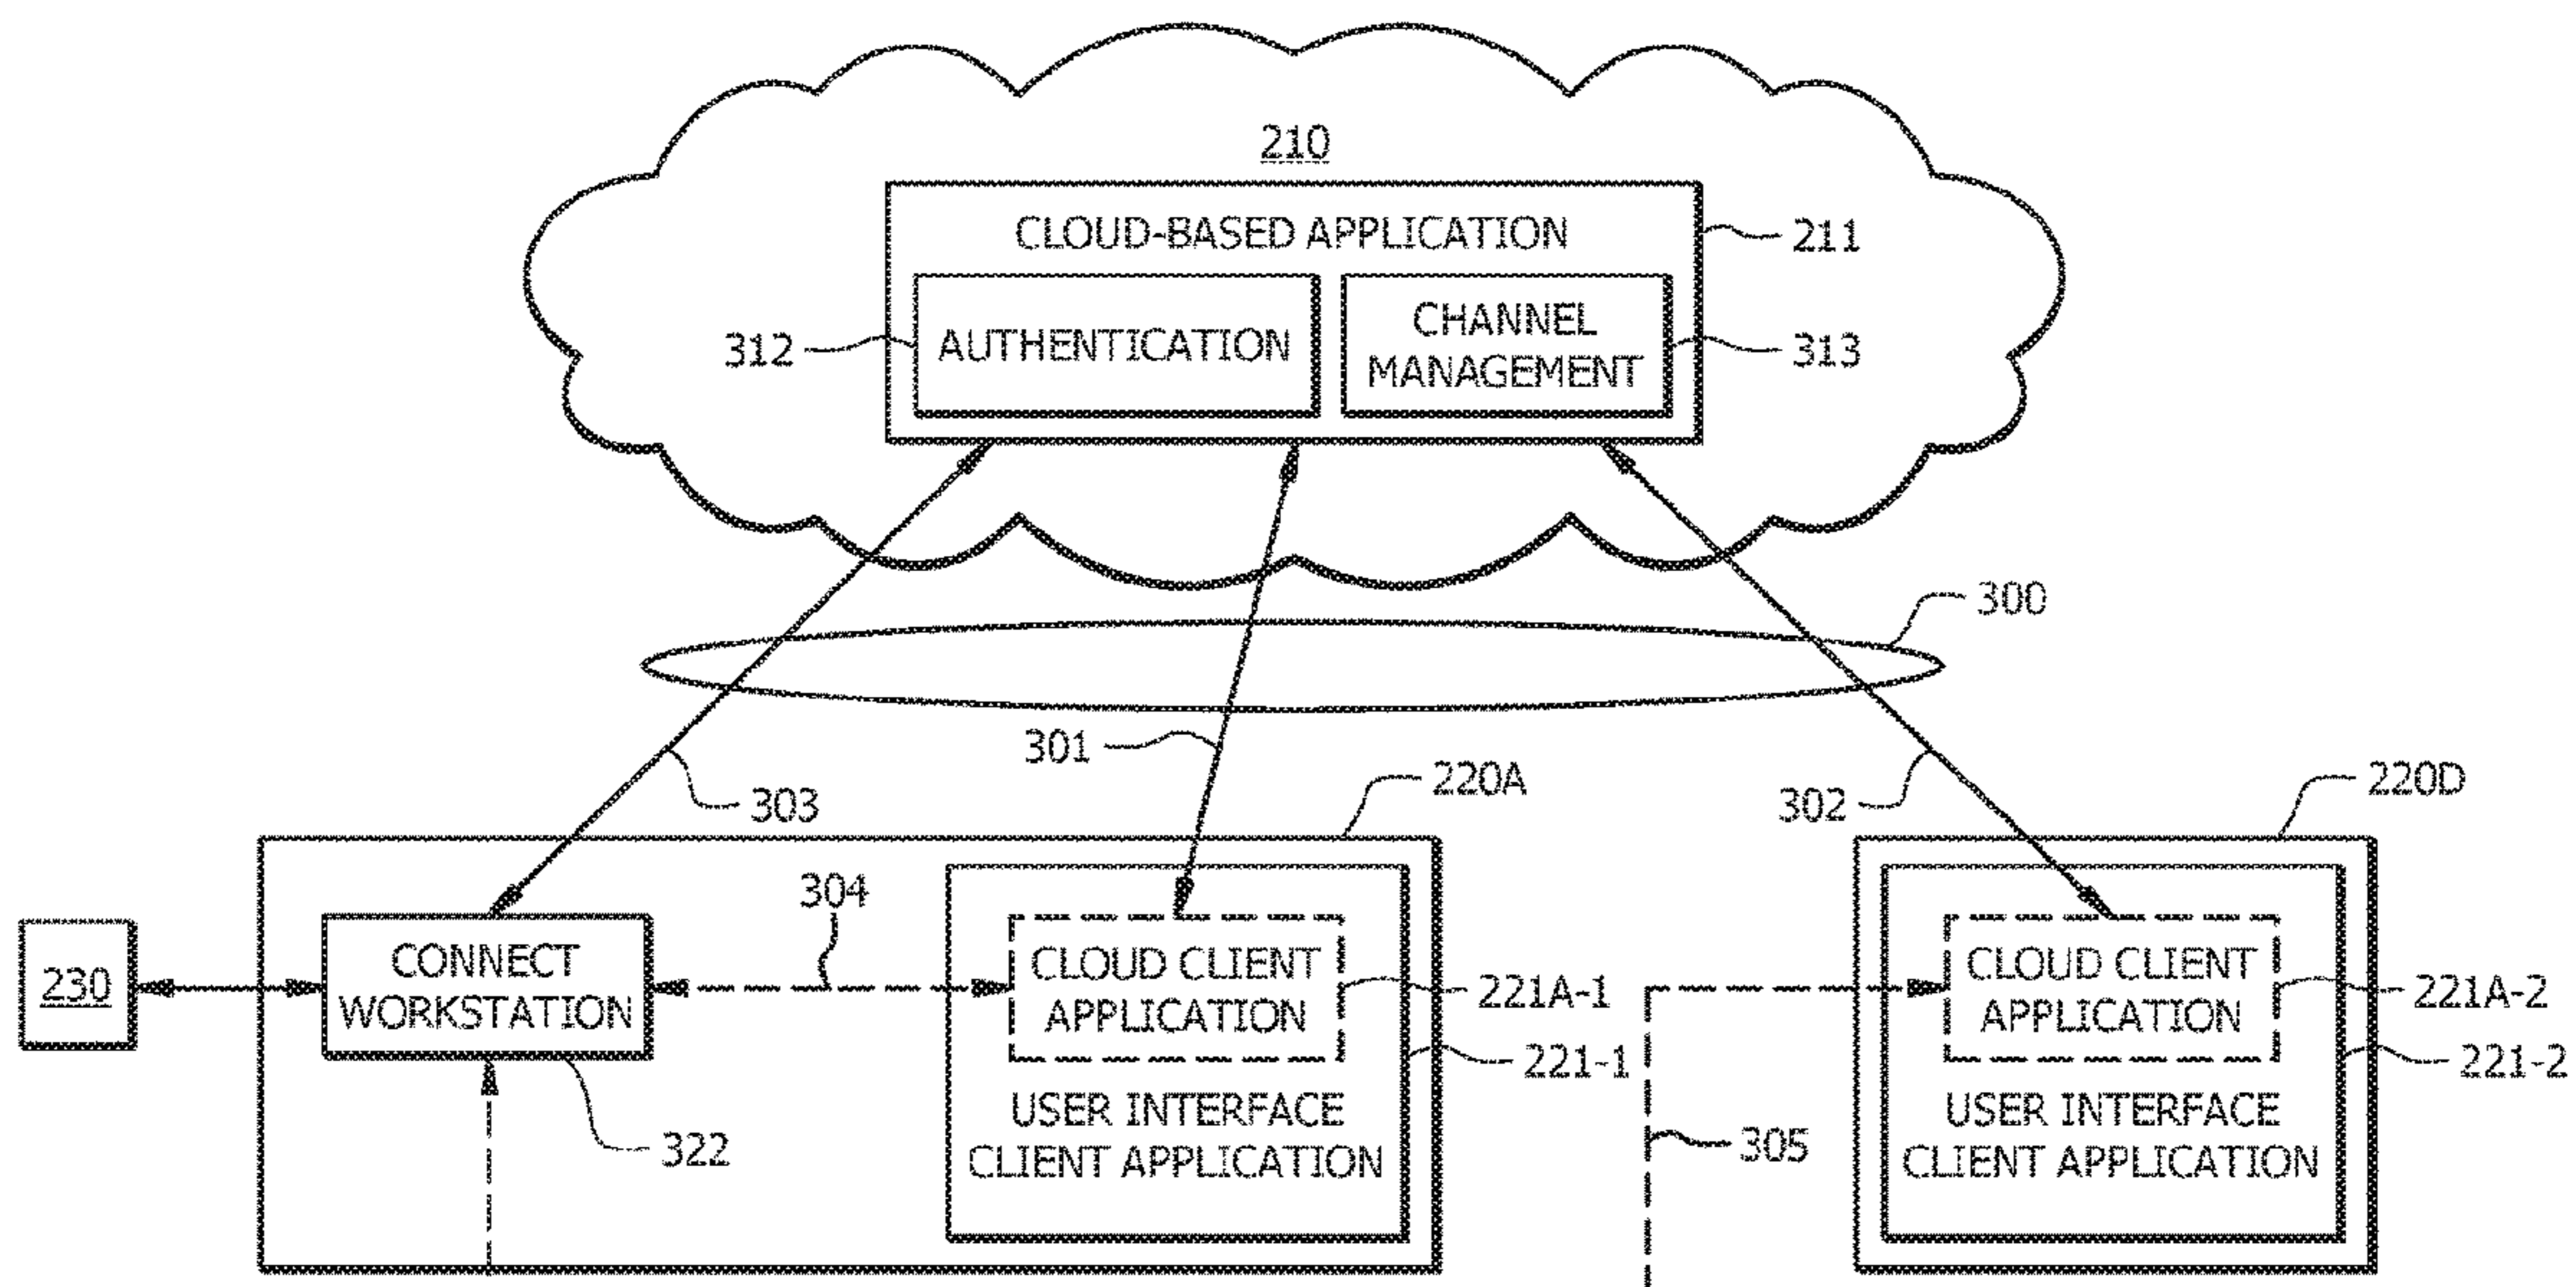 210
CLOUD-BASED APPLICATION
211
312
AUTHENTICATION
CHANNEL
MANAGEMENT
313
300
301
303
302
220A
220D
304
230
CONNECT
WORKSTATION
CLOUD CLIENT
APPLICATION
221A-1
221-1
USER INTERFACE
CLIENT APPLICATION
322
305
CLOUD CLIENT
APPLICATION
221A-2
221-2
USER INTERFACE
CLIENT APPLICATION